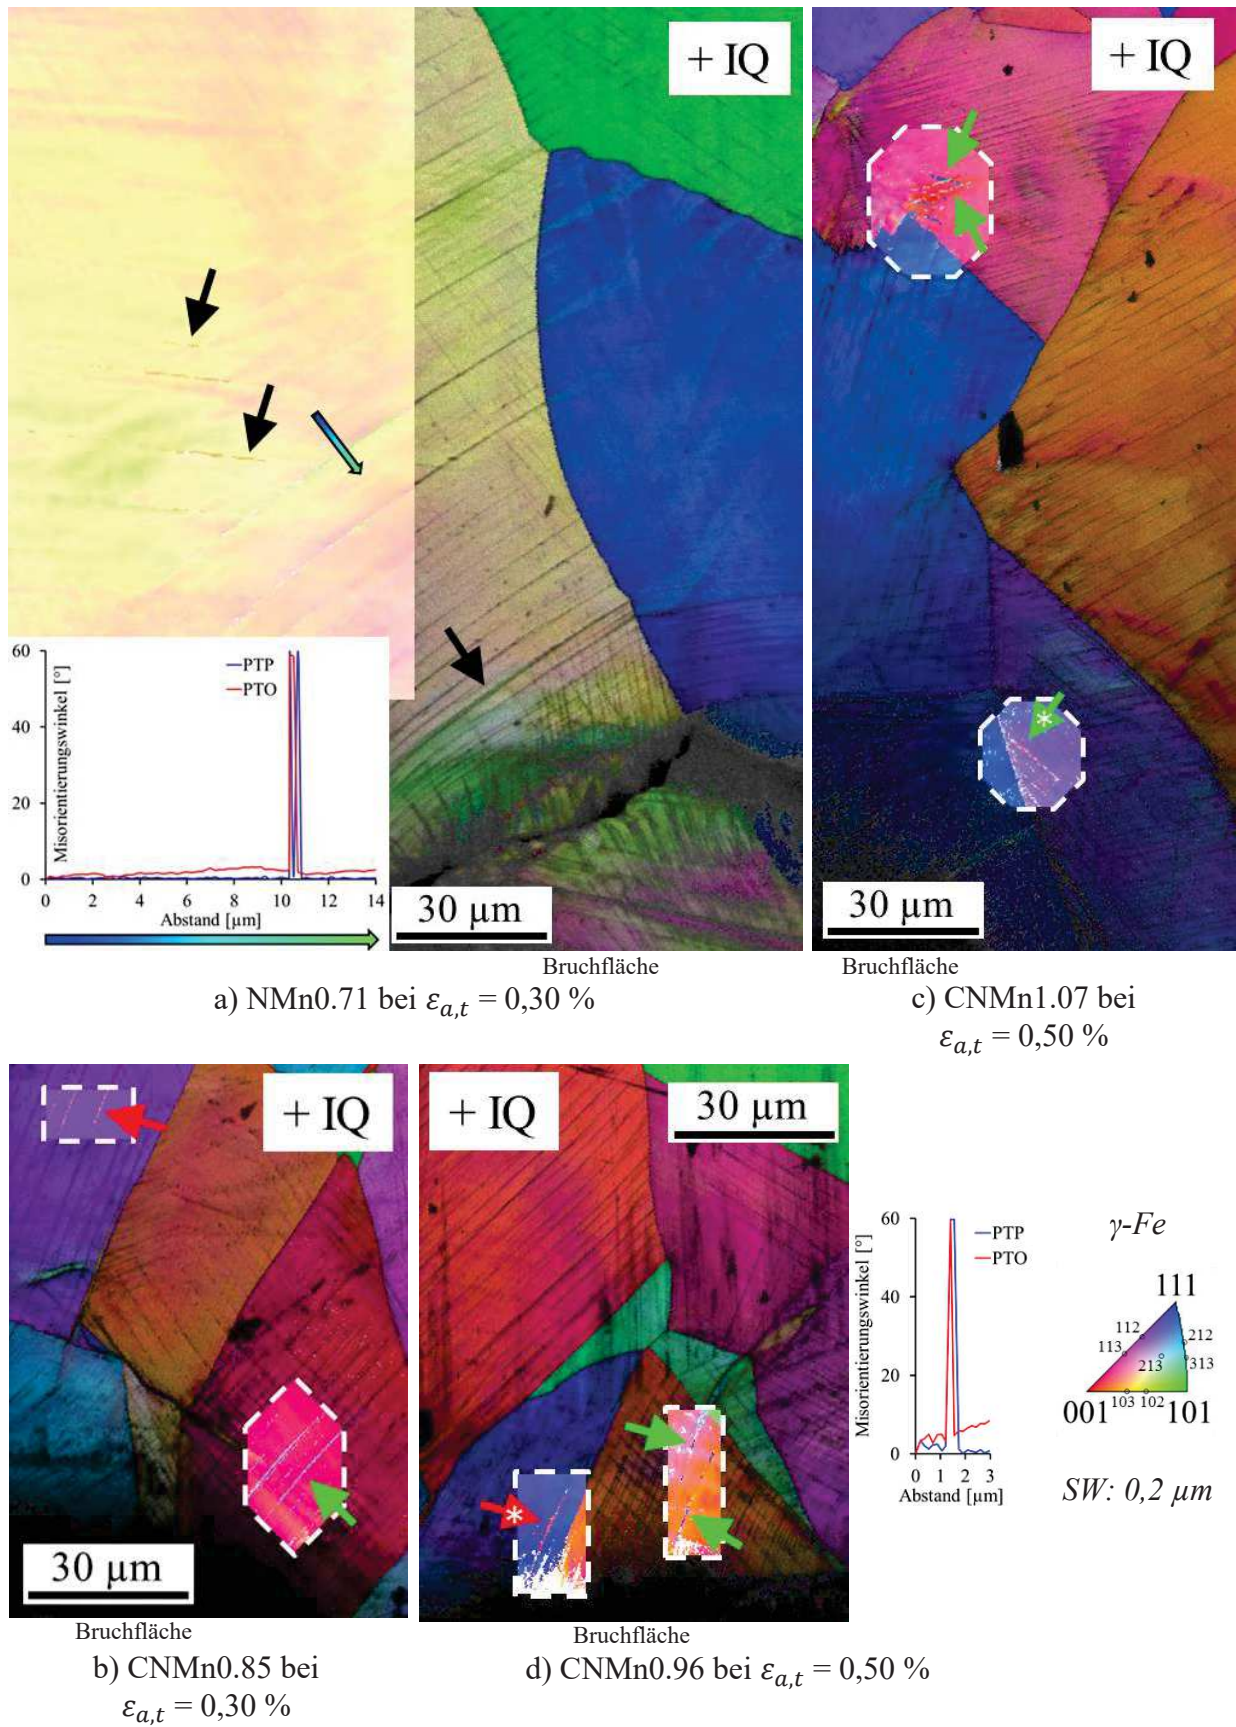 + IQ
+ IQ
60
40
20
0
Misorientierungswinkel [°]
PTP
PTO
0 2 4 6 8 10 12 14
Abstand [µm]
30 µm
30 µm
Bruchfläche
Bruchfläche
a) NMn0.71 bei εa,t = 0,30 %
c) CNMn1.07 bei
εa,t = 0,50 %
+ IQ
+ IQ
30 µm
*
*
30 µm
60
40
20
0
Misorientierungswinkel [°]
PTP
PTO
0 1 2 3
Abstand [µm]
γ-Fe
111
112
212
113
213
313
001
103
102
101
SW: 0,2 µm
Bruchfläche
Bruchfläche
b) CNMn0.85 bei
εa,t = 0,30 %
d) CNMn0.96 bei εa,t = 0,50 %